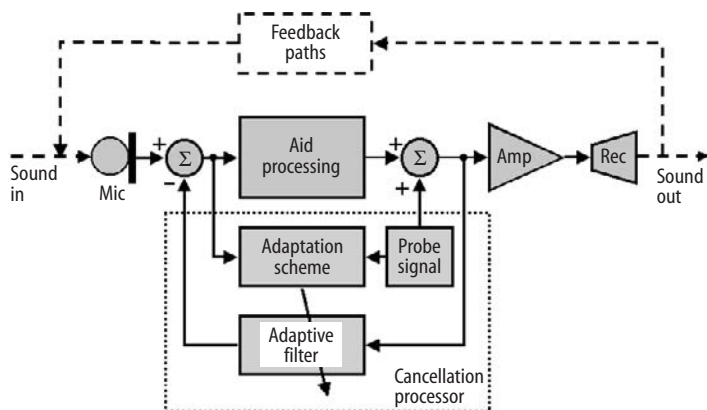 Feedback
paths
+
Σ
−
Aid
processing
+
Σ
+
Amp
Rec
Sound
in
Mic
Sound
out
Adaptation
scheme
Probe
signal
Adaptive
filter
Cancellation
processor